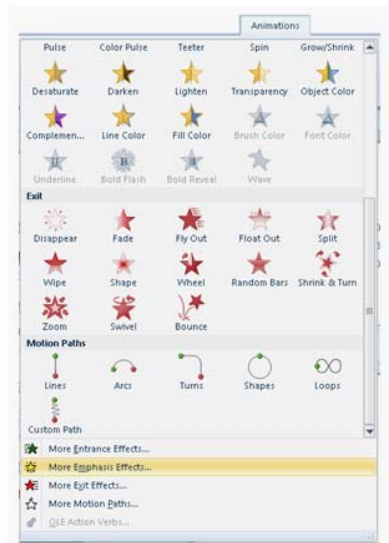 Animations
Pulse Color Pulse Teeter Spin Grow/Shrink
Desaturate Darken Lighten Transparency Object Color
Complemen... Line Color Fill Color Brush Color Font Color
Underline Bold Flash Bold Reveal Wave
Exit
Disappear Fade Fly Out Float Out Split
Wipe Shape Wheel Random Bars Shrink & Turn
Zoom Swivel Bounce
Motion Paths
Lines Arcs Turns Shapes Loops
Custom Path
More Entrance Effects...
More Emphasis Effects...
More Exit Effects...
More Motion Paths...
OLE Action Verbs...